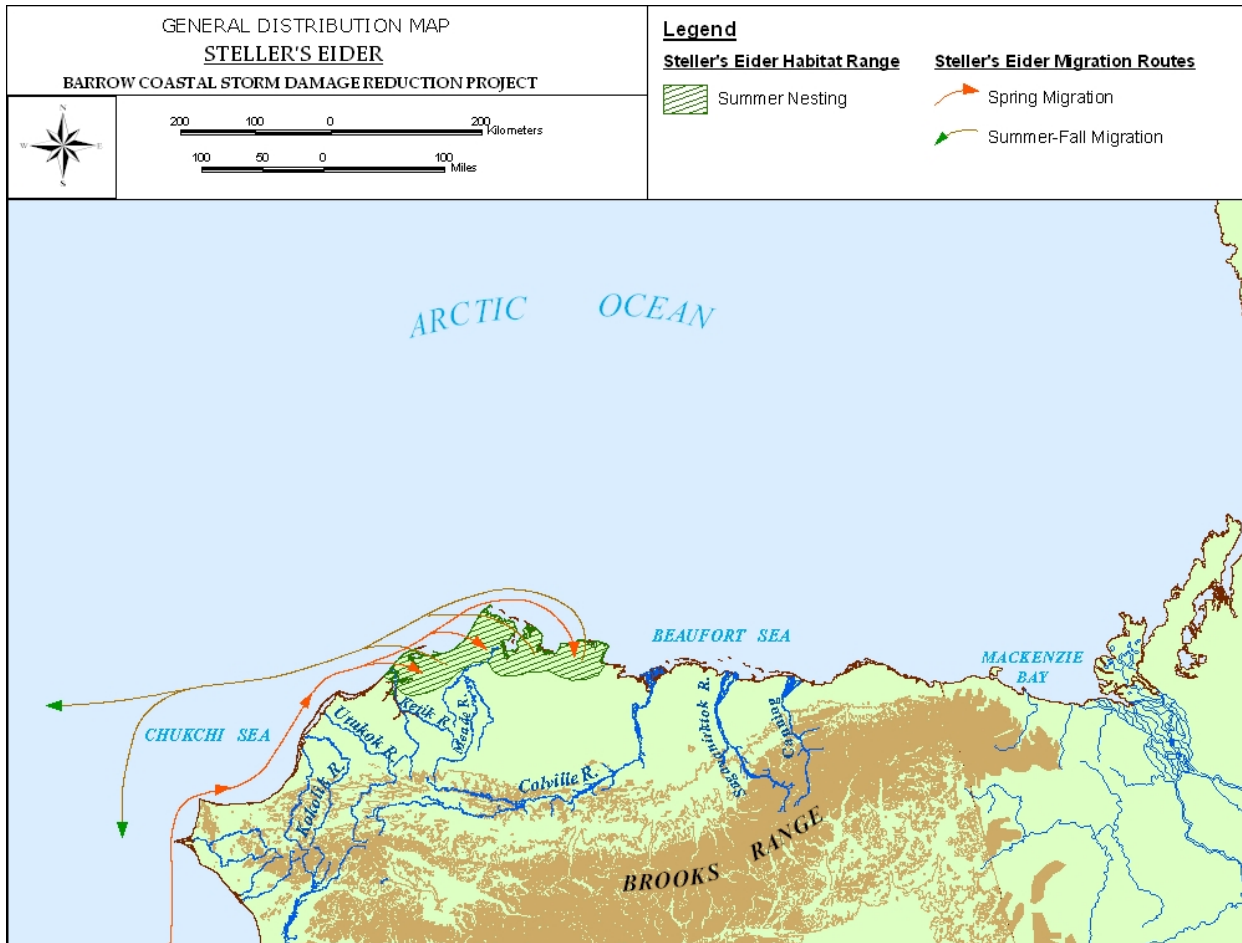 GENERAL DISTRIBUTION MAP
STELLER'S EIDER
BARROW COASTAL STORM DAMAGE REDUCTION PROJECT
N
W
E
S
200 100 0 200 Kilometers
100 50 0 100 Miles
Legend
Steller's Eider Habitat Range
Summer Nesting
Steller's Eider Migration Routes
Spring Migration
Summer-Fall Migration
ARCTIC OCEAN
BEAUFORT SEA
MACKENZIE
BAY
CHUKCHI SEA
Utukok R.
Ketik R.
Meade R.
Kokolik R.
Colville R.
Sagavanirktok R.
Canning
BROOKS RANGE